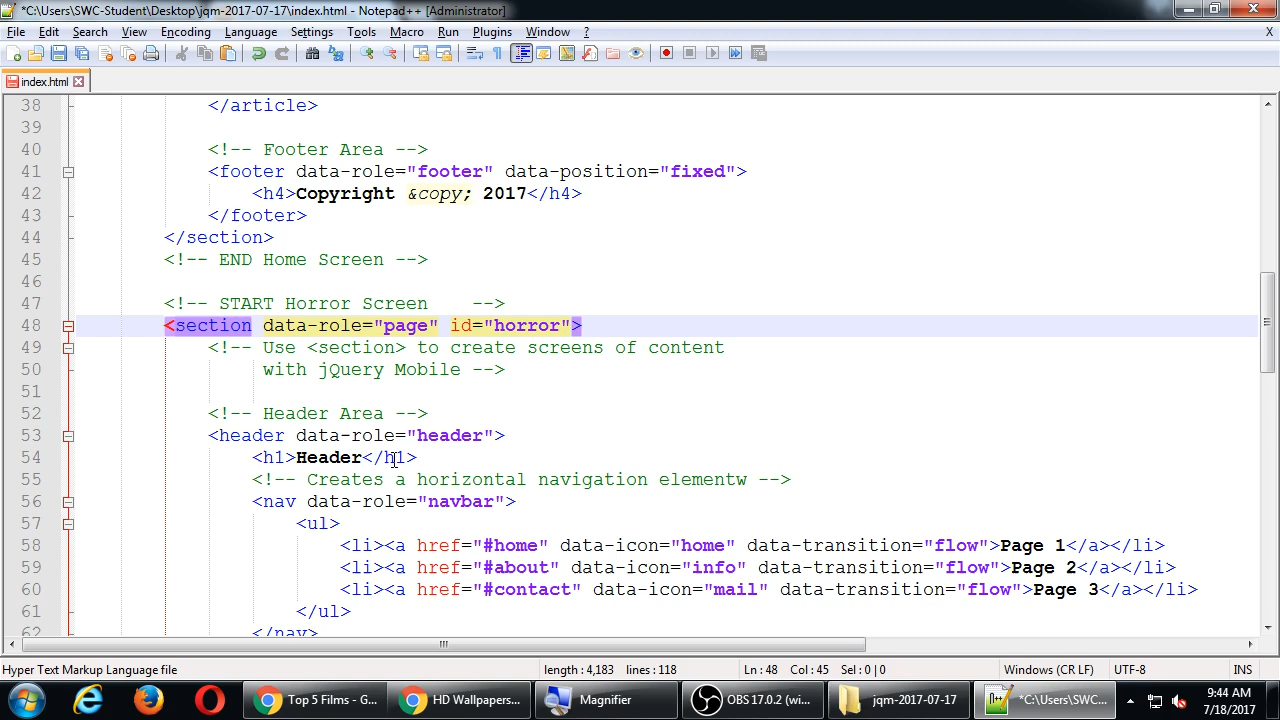 *C:\Users\SWC-Student\Desktop\jqm-2017-07-17\index.html - Notepad++ [Administrator]
File Edit Search View Encoding Language Settings Tools Macro Run Plugins Window ? X
index.html
38 </article>
39
40 <!-- Footer Area -->
41 <footer data-role="footer" data-position="fixed">
42 <h4>Copyright &copy; 2017</h4>
43 </footer>
44 </section>
45 <!-- END Home Screen -->
46
47 <!-- START Horror Screen -->
48 <section data-role="page" id="horror">
49 <!-- Use <section> to create screens of content
50 with jQuery Mobile -->
51
52 <!-- Header Area -->
53 <header data-role="header">
54 <h1>Header</h1>
55 <!-- Creates a horizontal navigation elementw -->
56 <nav data-role="navbar">
57 <ul>
58 <li><a href="#home" data-icon="home" data-transition="flow">Page 1</a></li>
59 <li><a href="#about" data-icon="info" data-transition="flow">Page 2</a></li>
60 <li><a href="#contact" data-icon="mail" data-transition="flow">Page 3</a></li>
61 </ul>
62 </nav>
Hyper Text Markup Language file length : 4,183 lines : 118 Ln : 48 Col : 45 Sel : 0 | 0 Windows (CR LF) UTF-8 INS
Top 5 Films - G... HD Wallpapers... Magnifier OBS 17.0.2 (wi... jqm-2017-07-17 *C:\Users\SWC... 9:44 AM
7/18/2017